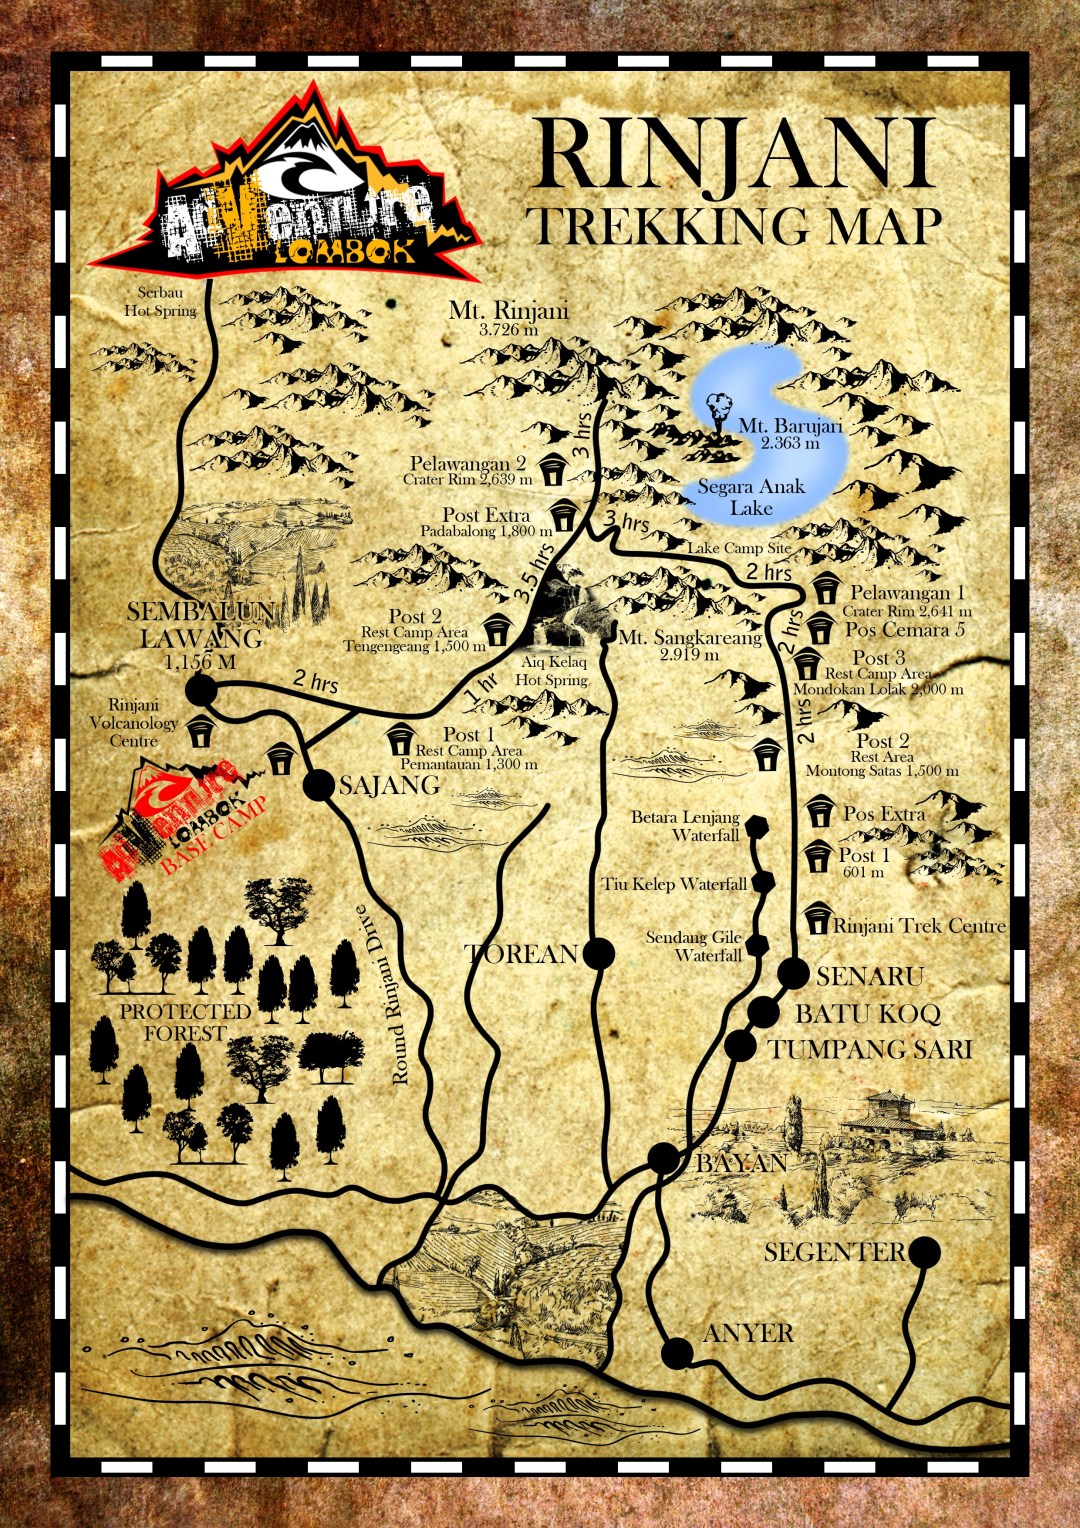 RINJANI
TREKKING MAP
Adventure
LOMBOK
Serbau
Hot Spring
Mt. Rinjani
3.726 m
3 hrs
Mt. Barujari
2.363 m
Pelawangan 2
Crater Rim 2,639 m
Segara Anak
Lake
Post Extra
Padabalong 1,800 m
3 hrs
Lake Camp Site
2 hrs
3.5 hrs
Pelawangan 1
Crater Rim 2,641 m
Pos Cemara 5
2 hrs
SEMBALUN
LAWANG
1,156 M
Post 2
Rest Camp Area
Tengengeang 1,500 m
Mt. Sangkareang
2.919 m
Aiq Kelaq
Hot Spring
Post 3
Rest Camp Area
Mondokan Lolak 2,000 m
2 hrs
1 hr
2 hrs
Rinjani
Volcanology
Centre
Post 1
Rest Camp Area
Pemantauan 1,300 m
Post 2
Rest Area
Montong Satas 1,500 m
SAJANG
Adventure
LOMBOK
BASE CAMP
Betara Lenjang
Waterfall
Pos Extra
Post 1
601 m
Tiu Kelep Waterfall
Rinjani Trek Centre
Sendang Gile
Waterfall
Round Rinjani Drive
TOREAN
SENARU
PROTECTED
FOREST
BATU KOQ
TUMPANG SARI
BAYAN
SEGENTER
ANYER